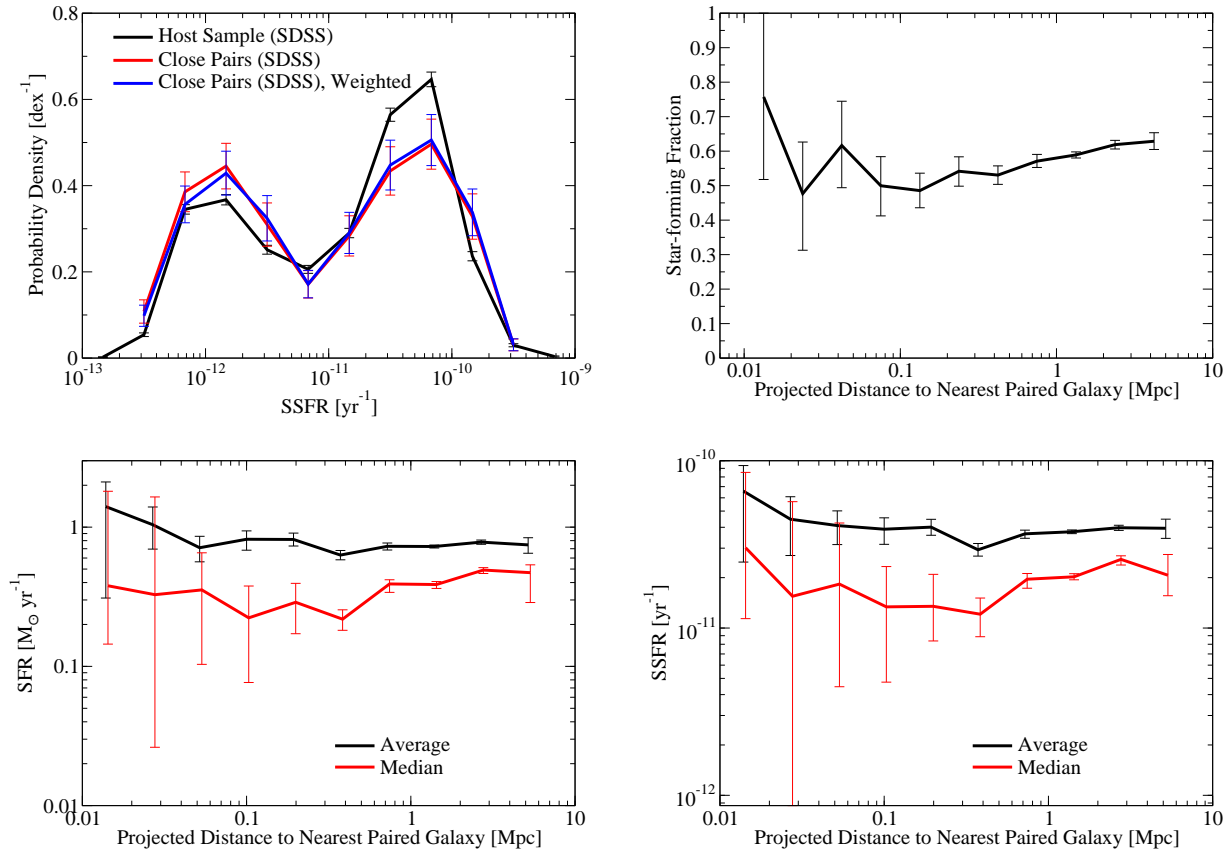 0.8
0.6
0.4
0.2
0
Probability Density [dex⁻¹]
Host Sample (SDSS)
Close Pairs (SDSS)
Close Pairs (SDSS), Weighted
10⁻¹³ 10⁻¹² 10⁻¹¹ 10⁻¹⁰ 10⁻⁹
SSFR [yr⁻¹]
1
0.9
0.8
0.7
0.6
0.5
0.4
0.3
0.2
0.1
0
Star-forming Fraction
0.01 0.1 1 10
Projected Distance to Nearest Paired Galaxy [Mpc]
1
0.1
0.01
SFR [M⊙ yr⁻¹]
Average
Median
0.01 0.1 1 10
Projected Distance to Nearest Paired Galaxy [Mpc]
10⁻¹⁰
10⁻¹¹
10⁻¹²
SSFR [yr⁻¹]
Average
Median
0.01 0.1 1 10
Projected Distance to Nearest Paired Galaxy [Mpc]